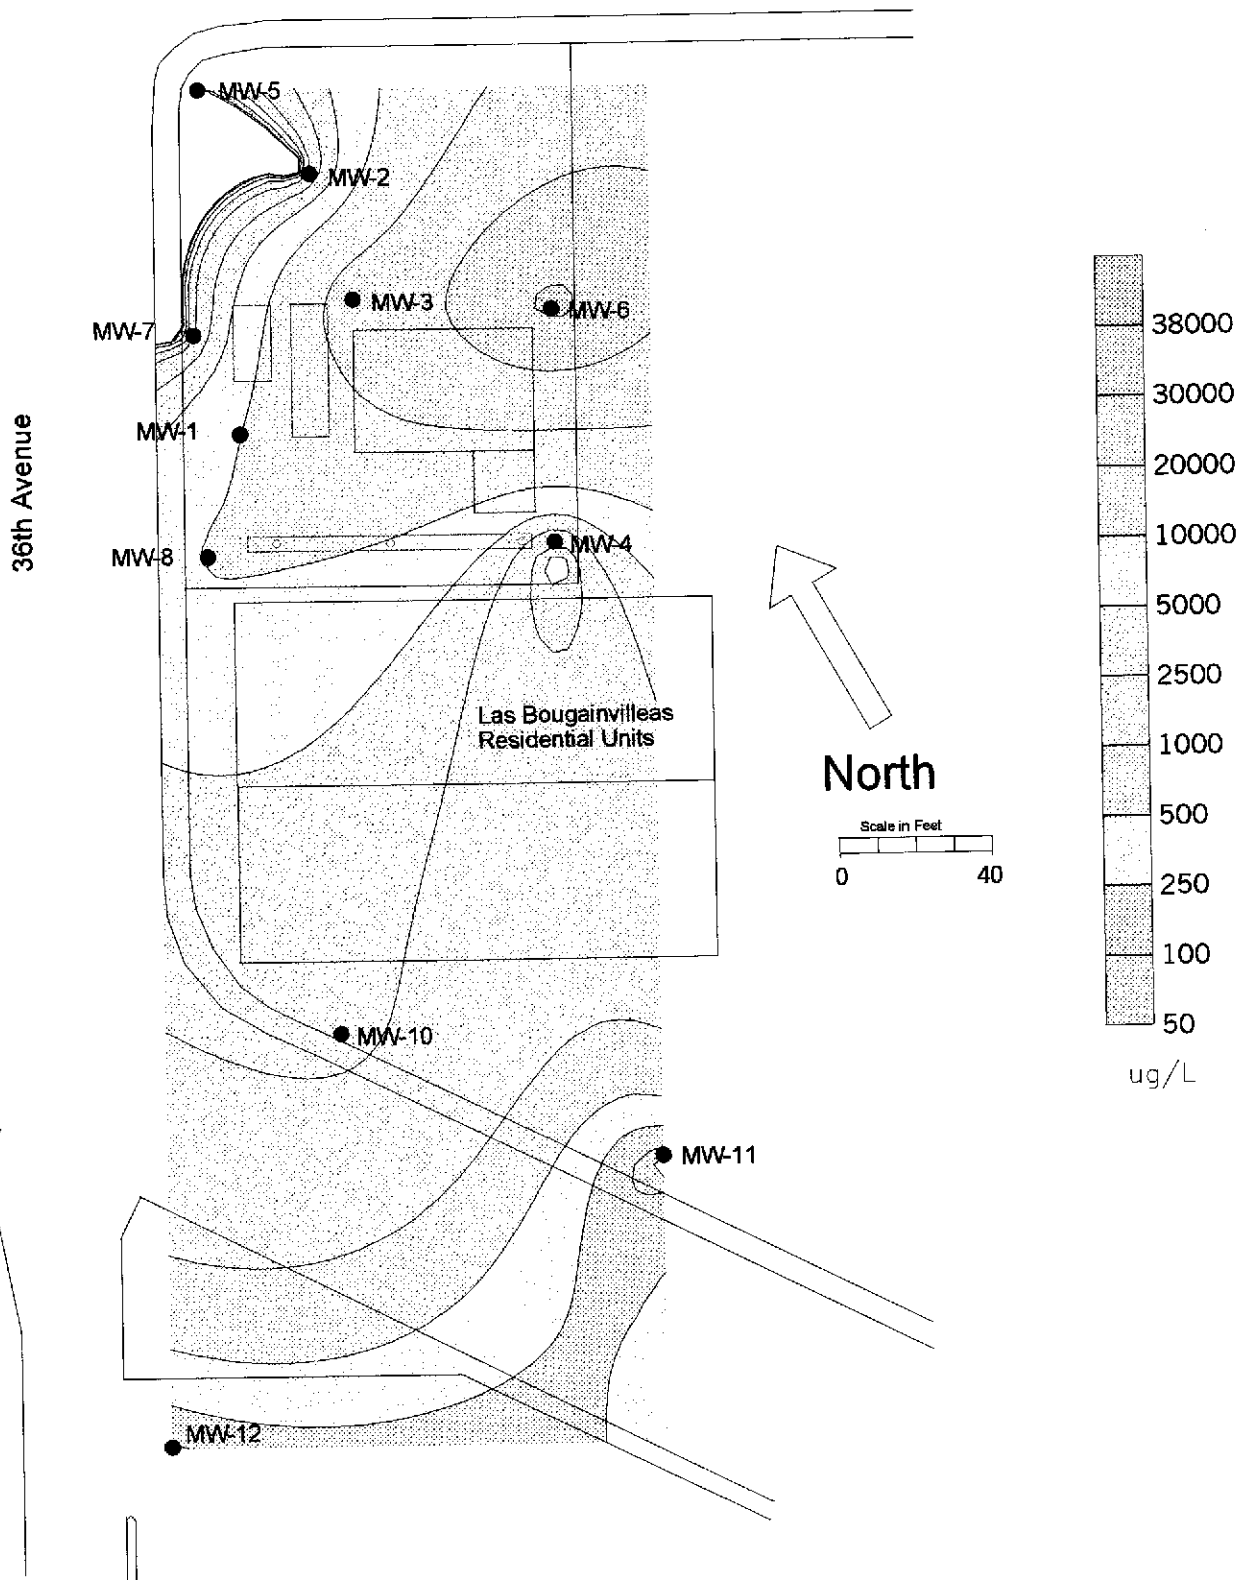 MW-5
MW-2
MW-3
MW-6
MW-7
MW-1
MW-8
MW-4
36th Avenue
Las Bougainvilleas
Residential Units
North
Scale in Feet
0 40
MW-10
MW-11
MW-12
38000
30000
20000
10000
5000
2500
1000
500
250
100
50
ug/L